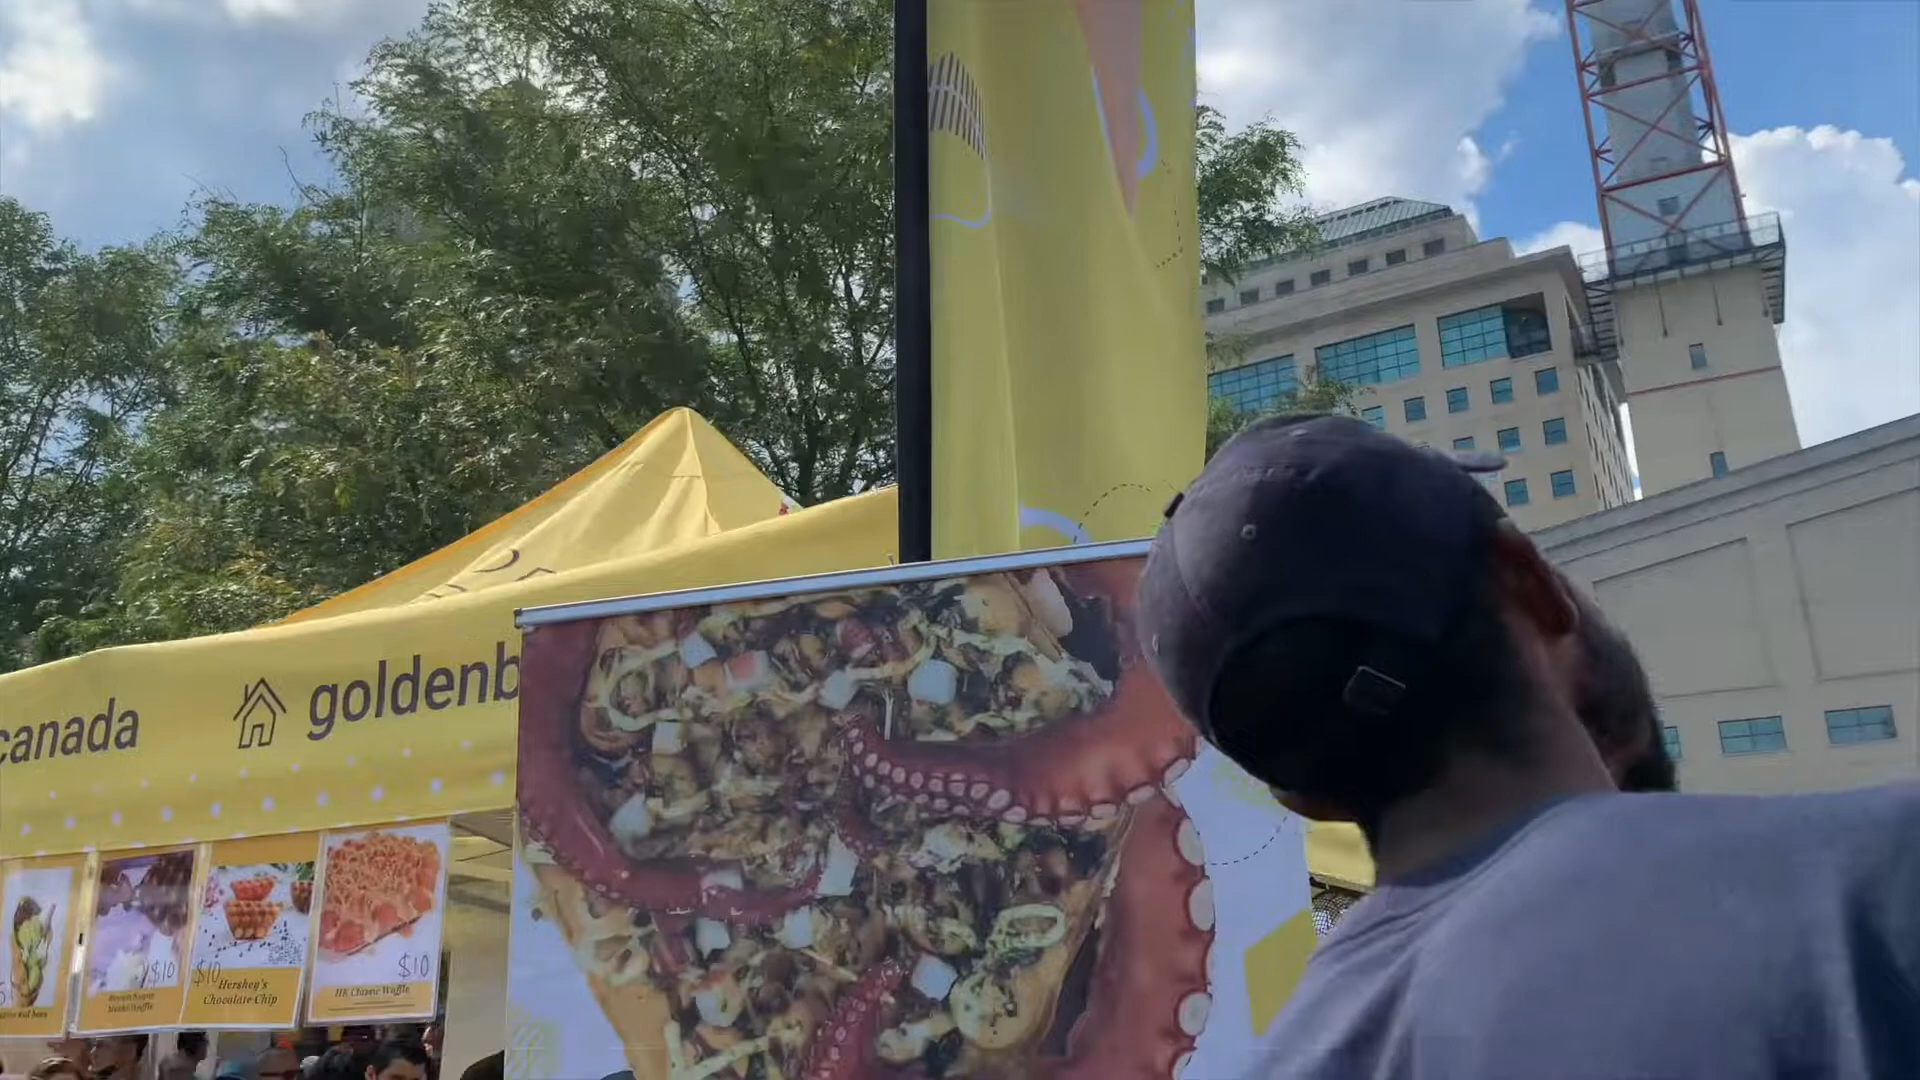 canada
goldenb
$10
$10
Hershey's
Chocolate Chip
$10
HK Classic Waffle